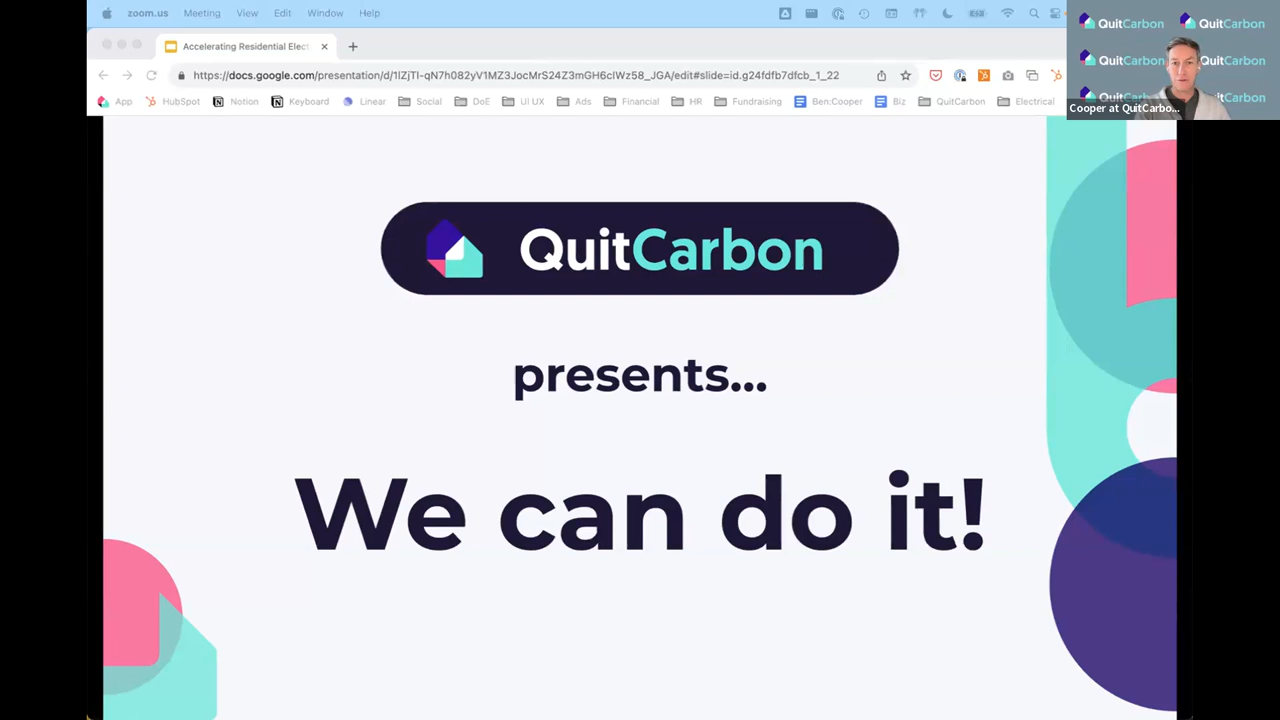 zoom.us Meeting View Edit Window Help
Accelerating Residential Elect
https://docs.google.com/presentation/d/1lZjTI-qN7h082yV1MZ3JocMrS24Z3mGH6cIWz58_JGA/edit#slide=id.g24fdfb7dfcb_1_22
App HubSpot Notion Keyboard Linear Social DoE UI UX Ads Financial HR Fundraising Ben:Cooper Biz QuitCarbon Electrical
QuitCarbon QuitCarbon
QuitCarbon QuitCarbon
Cooper at QuitCarbo...
QuitCarbon
presents...
We can do it!